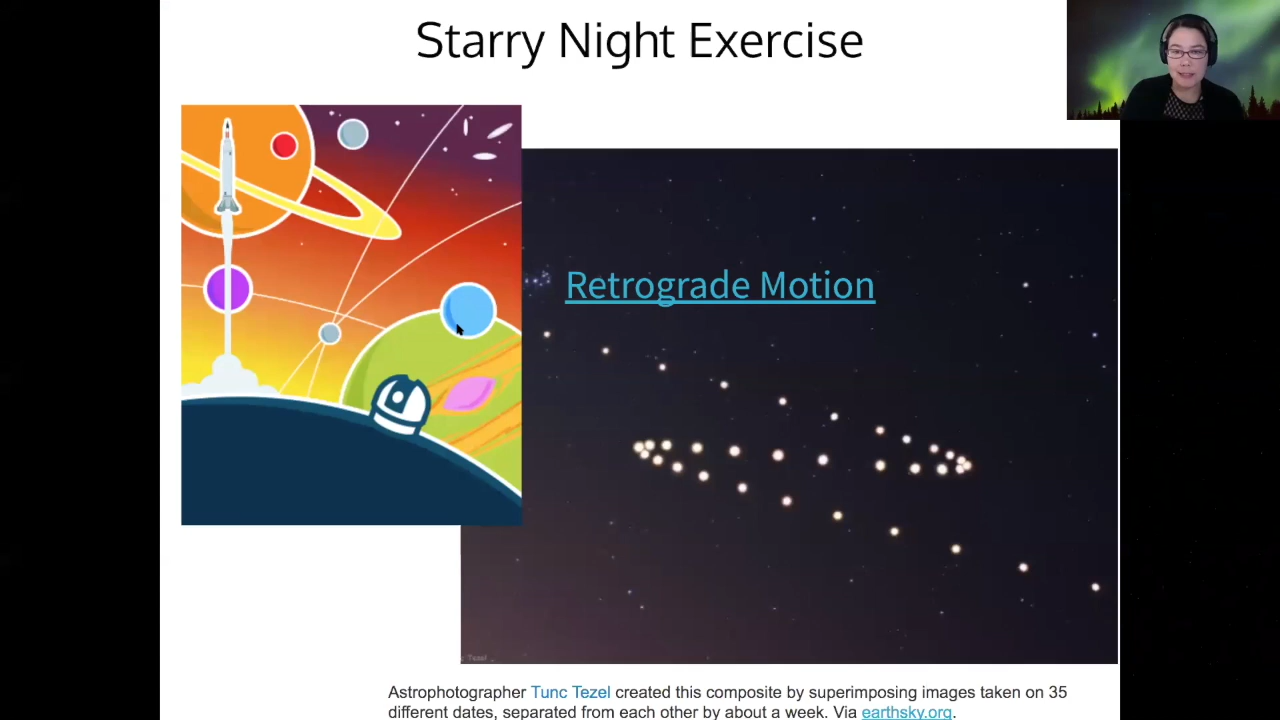 Starry Night Exercise
Retrograde Motion
Tezel
Astrophotographer Tunc Tezel created this composite by superimposing images taken on 35
different dates, separated from each other by about a week. Via earthsky.org.